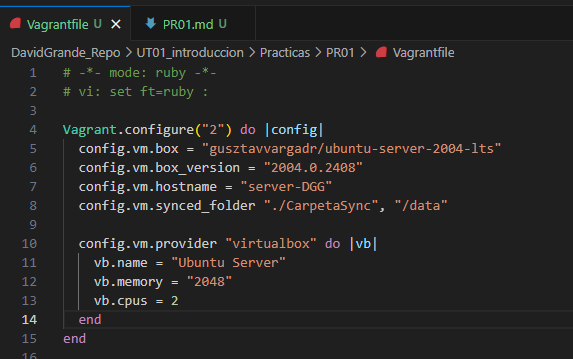 Vagrantfile U
PR01.md U
DavidGrande_Repo > UT01_introduccion > Practicas > PR01 > Vagrantfile
1 # -*- mode: ruby -*-
2 # vi: set ft=ruby :
3
4 Vagrant.configure("2") do |config|
5 config.vm.box = "gusztavvargadr/ubuntu-server-2004-lts"
6 config.vm.box_version = "2004.0.2408"
7 config.vm.hostname = "server-DGG"
8 config.vm.synced_folder "./CarpetaSync", "/data"
9
10 config.vm.provider "virtualbox" do |vb|
11 vb.name = "Ubuntu Server"
12 vb.memory = "2048"
13 vb.cpus = 2
14 end
15 end
16